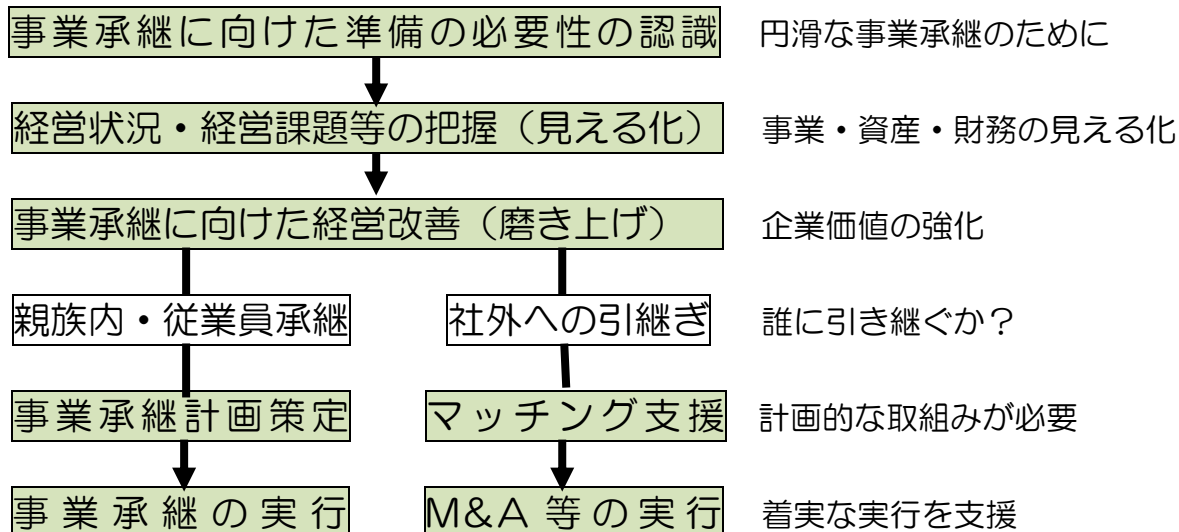 事業承継に向けた準備の必要性の認識 円滑な事業承継のために
経営状況・経営課題等の把握（見える化） 事業・資産・財務の見える化
事業承継に向けた経営改善（磨き上げ） 企業価値の強化
親族内・従業員承継 社外への引継ぎ 誰に引き継ぐか？
事業承継計画策定 マッチング支援 計画的な取組みが必要
事業承継の実行 M&A 等の実行 着実な実行を支援